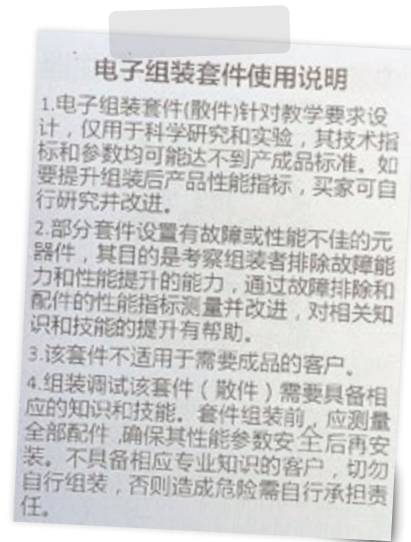 电子组装套件使用说明
1.电子组装套件(散件)针对教学要求设
计，仅用于科学研究和实验，其技术指
标和参数均可能达不到产成品标准。如
要提升组装后产品性能指标，买家可自
行研究并改进。
2.部分套件设置有故障或性能不佳的元
器件，其目的是考察组装者排除故障能
力和性能提升的能力，通过故障排除和
配件的性能指标测量并改进，对相关知
识和技能的提升有帮助。
3.该套件不适用于需要成品的客户。
4.组装调试该套件（散件）需要具备相
应的知识和技能。套件组装前，应测量
全部配件,确保其性能参数安全后再安
装。不具备相应专业知识的客户，切勿
自行组装，否则造成危险需自行承担责
任。